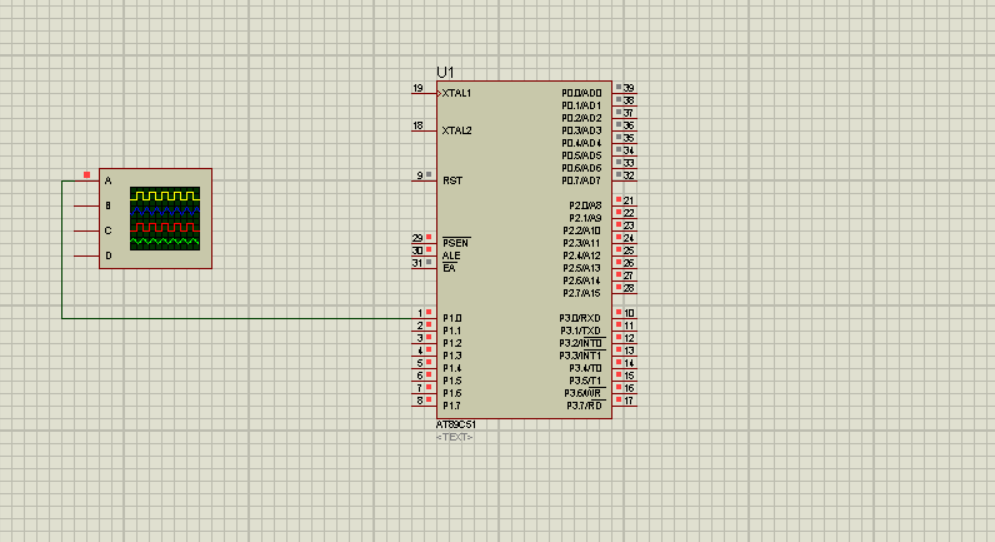 U1
19 XTAL1 P0.0/AD0 39
P0.1/AD1 38
P0.2/AD2 37
18 XTAL2 P0.3/AD3 36
P0.4/AD4 35
P0.5/AD5 34
P0.6/AD6 33
9 RST P0.7/AD7 32
A
B
C
D
P2.0/A8 21
P2.1/A9 22
P2.2/A10 23
29 PSEN P2.3/A11 24
30 ALE P2.4/A12 25
31 EA P2.5/A13 26
P2.6/A14 27
P2.7/A15 28
1 P1.0 P3.0/RXD 10
2 P1.1 P3.1/TXD 11
3 P1.2 P3.2/INT0 12
4 P1.3 P3.3/INT1 13
5 P1.4 P3.4/T0 14
6 P1.5 P3.5/T1 15
7 P1.6 P3.6/WR 16
8 P1.7 P3.7/RD 17
AT89C51
<TEXT>